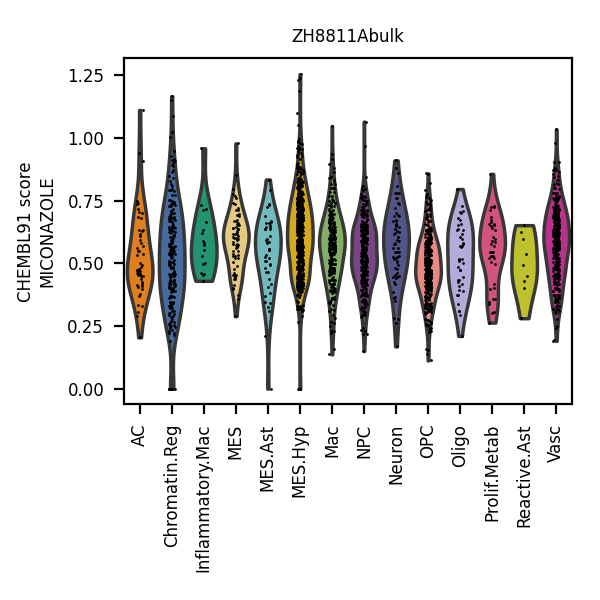 ZH8811Abulk
CHEMBL91 score
MICONAZOLE
1.25
1.00
0.75
0.50
0.25
0.00
AC
Chromatin.Reg
Inflammatory.Mac
MES
MES.Ast
MES.Hyp
Mac
NPC
Neuron
OPC
Oligo
Prolif.Metab
Reactive.Ast
Vasc